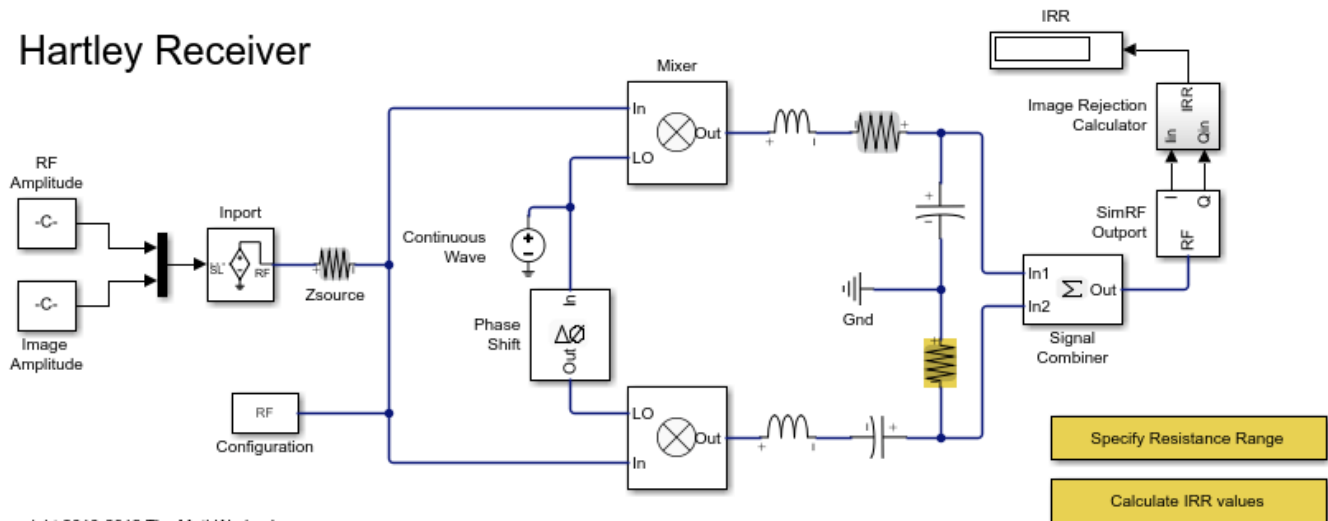 Hartley Receiver
IRR
Mixer
In
Out
LO
Image Rejection
Calculator
IRR
Iin
Qin
RF
Amplitude
-C-
Inport
SL
RF
Zsource
Continuous
Wave
SimRF
Outport
I
Q
RF
-C-
Image
Amplitude
In
Phase
Shift
ΔØ
Out
Gnd
In1
In2
Σ
Out
Signal
Combiner
RF
Configuration
LO
Out
In
Specify Resistance Range
Calculate IRR values